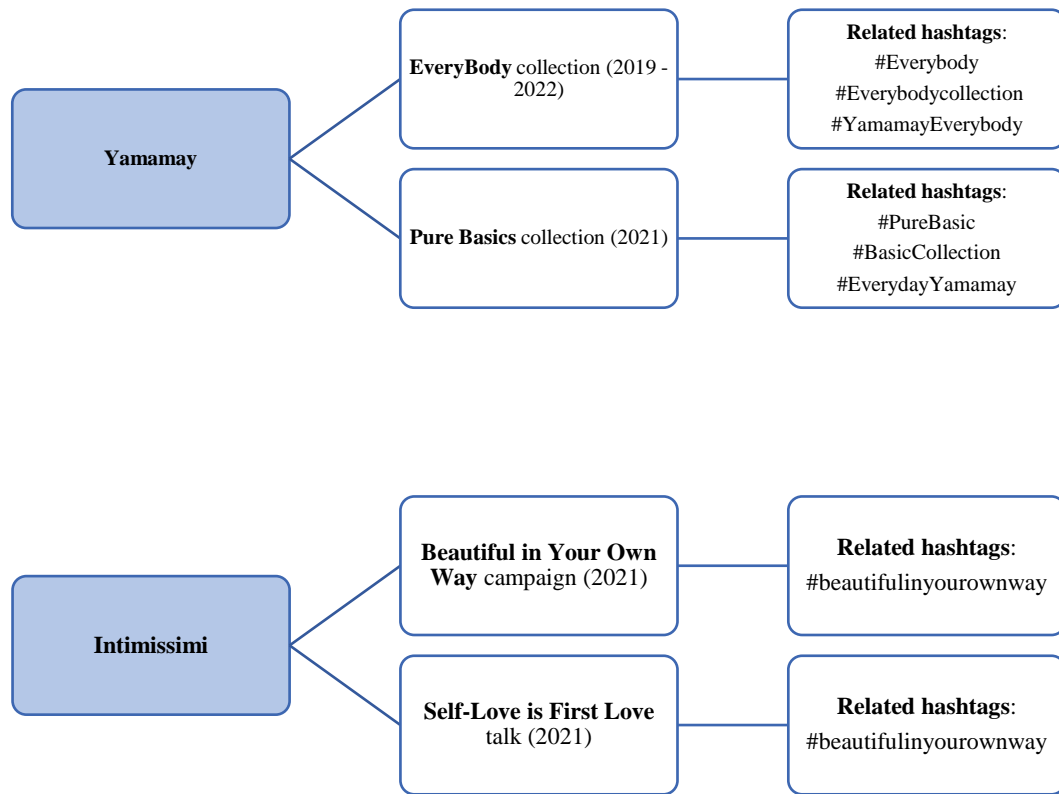 Yamamay
EveryBody collection (2019 -
2022)
Related hashtags:
#Everybody
#Everybodycollection
#YamamayEverybody
Pure Basics collection (2021)
Related hashtags:
#PureBasic
#BasicCollection
#EverydayYamamay
Intimissimi
Beautiful in Your Own
Way campaign (2021)
Related hashtags:
#beautifulinyourownway
Self-Love is First Love
talk (2021)
Related hashtags:
#beautifulinyourownway